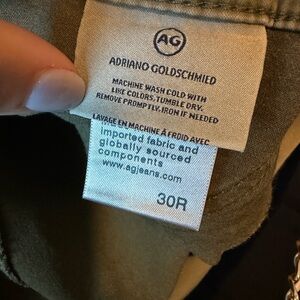 AG
ADRIANO GOLDSCHMIED
MACHINE WASH COLD WITH
LIKE COLORS, TUMBLE DRY.
REMOVE PROMPTLY, IRON IF NEEDED
LAVAGE EN MACHINE À FROID AVEC
imported fabric and
globally sourced
components
www.agjeans.com
30R